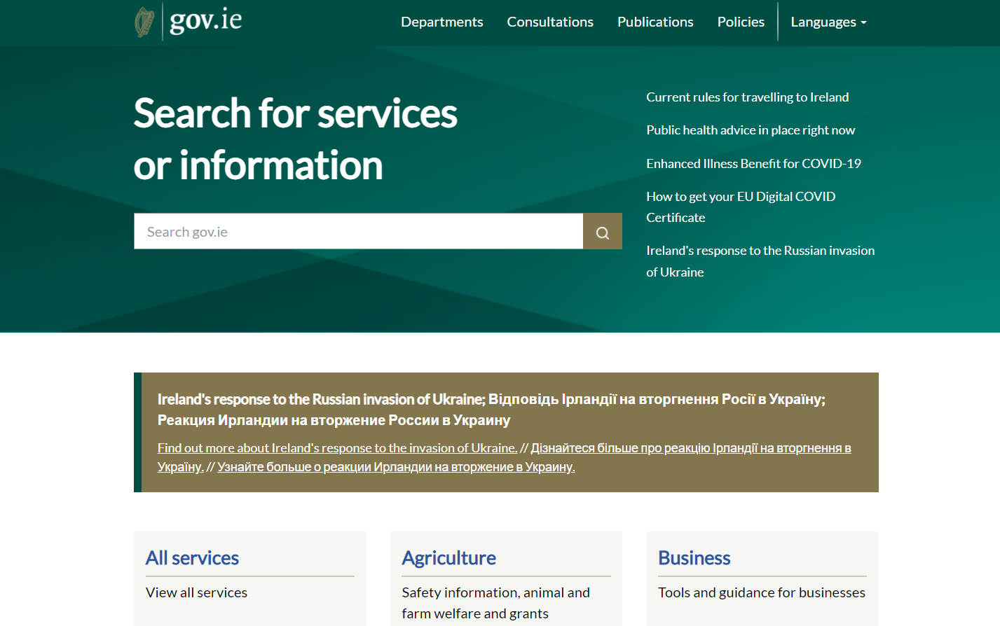 gov.ie
Departments
Consultations
Publications
Policies
Languages
Search for services
or information
Search gov.ie
Current rules for travelling to Ireland
Public health advice in place right now
Enhanced Illness Benefit for COVID-19
How to get your EU Digital COVID
Certificate
Ireland's response to the Russian invasion
of Ukraine
Ireland's response to the Russian invasion of Ukraine; Відповідь Ірландії на вторгнення Росії в Україну;
Реакция Ирландии на вторжение России в Украину
Find out more about Ireland's response to the invasion of Ukraine. // Дізнайтеся більше про реакцію Ірландії на вторгнення в
Україну. // Узнайте больше о реакции Ирландии на вторжение в Украину.
All services
View all services
Agriculture
Safety information, animal and
farm welfare and grants
Business
Tools and guidance for businesses